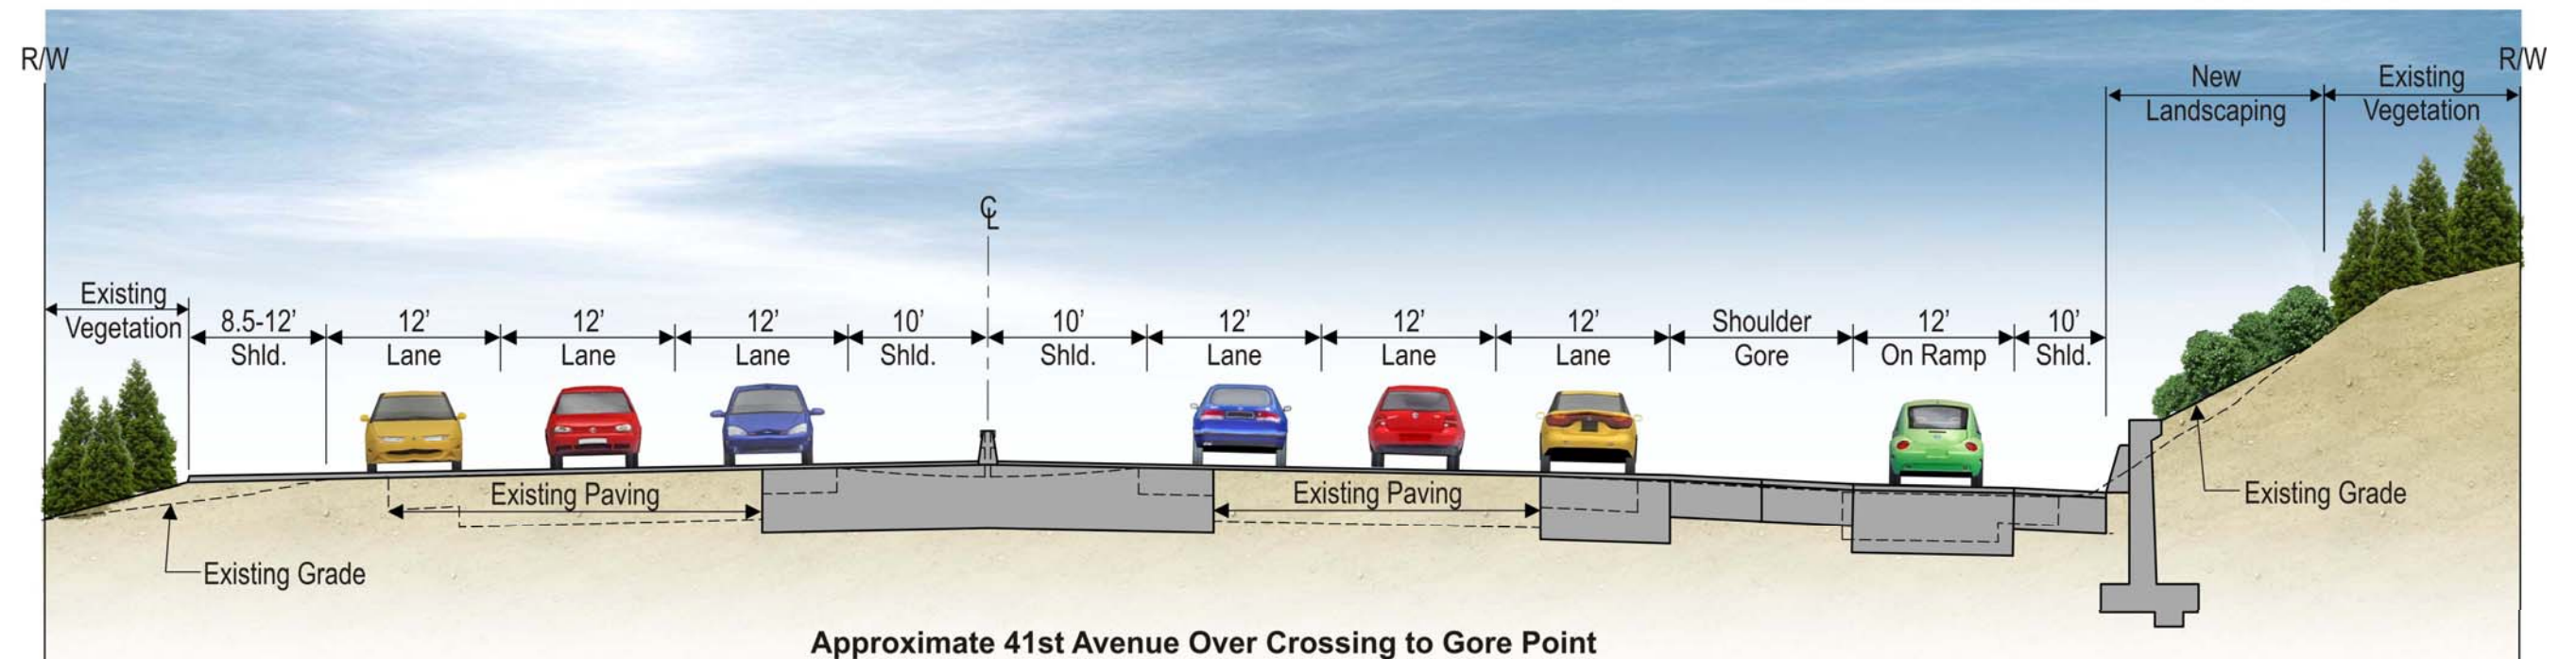 R/W
R/W
New
Landscaping
Existing
Vegetation
℄
Existing
Vegetation
8.5-12’
Shld.
12’
Lane
12’
Lane
12’
Lane
10’
Shld.
10’
Shld.
12’
Lane
12’
Lane
12’
Lane
Shoulder
Gore
12’
On Ramp
10’
Shld.
Existing Paving
Existing Paving
Existing Grade
Existing Grade
Approximate 41st Avenue Over Crossing to Gore Point